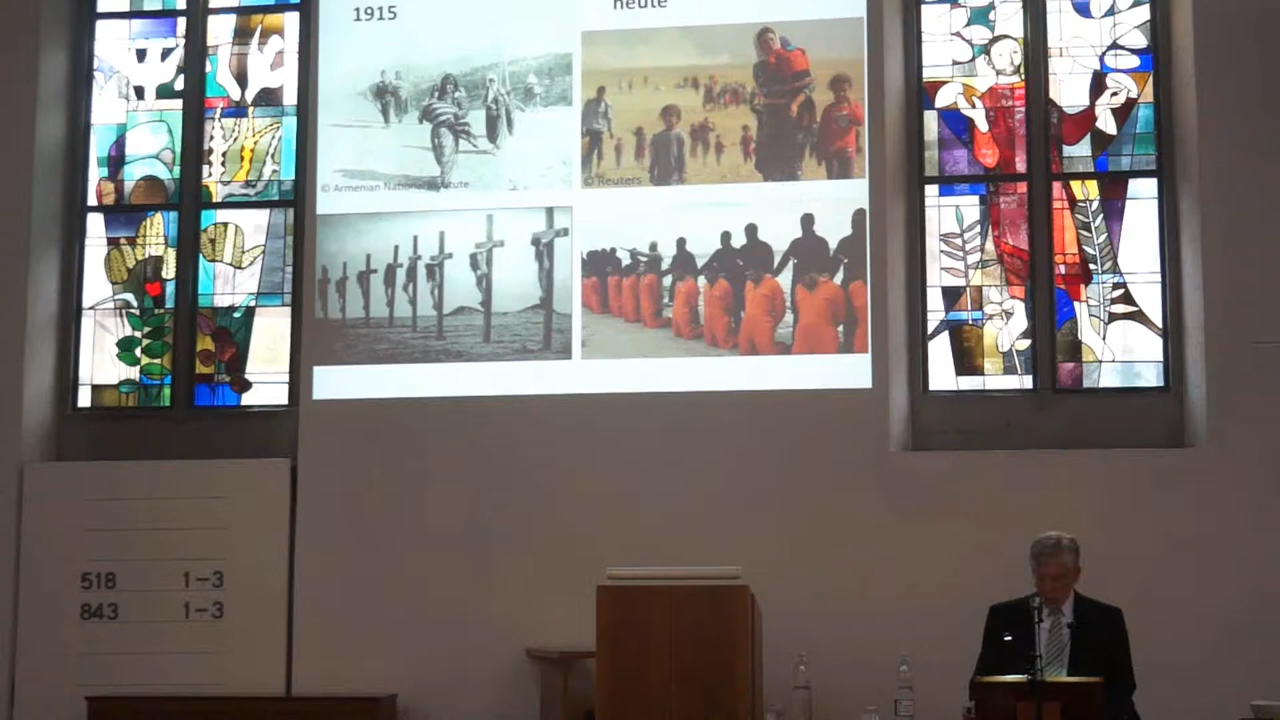 1915
heute
© Armenian National Institute
© Reuters
518 1–3
843 1–3